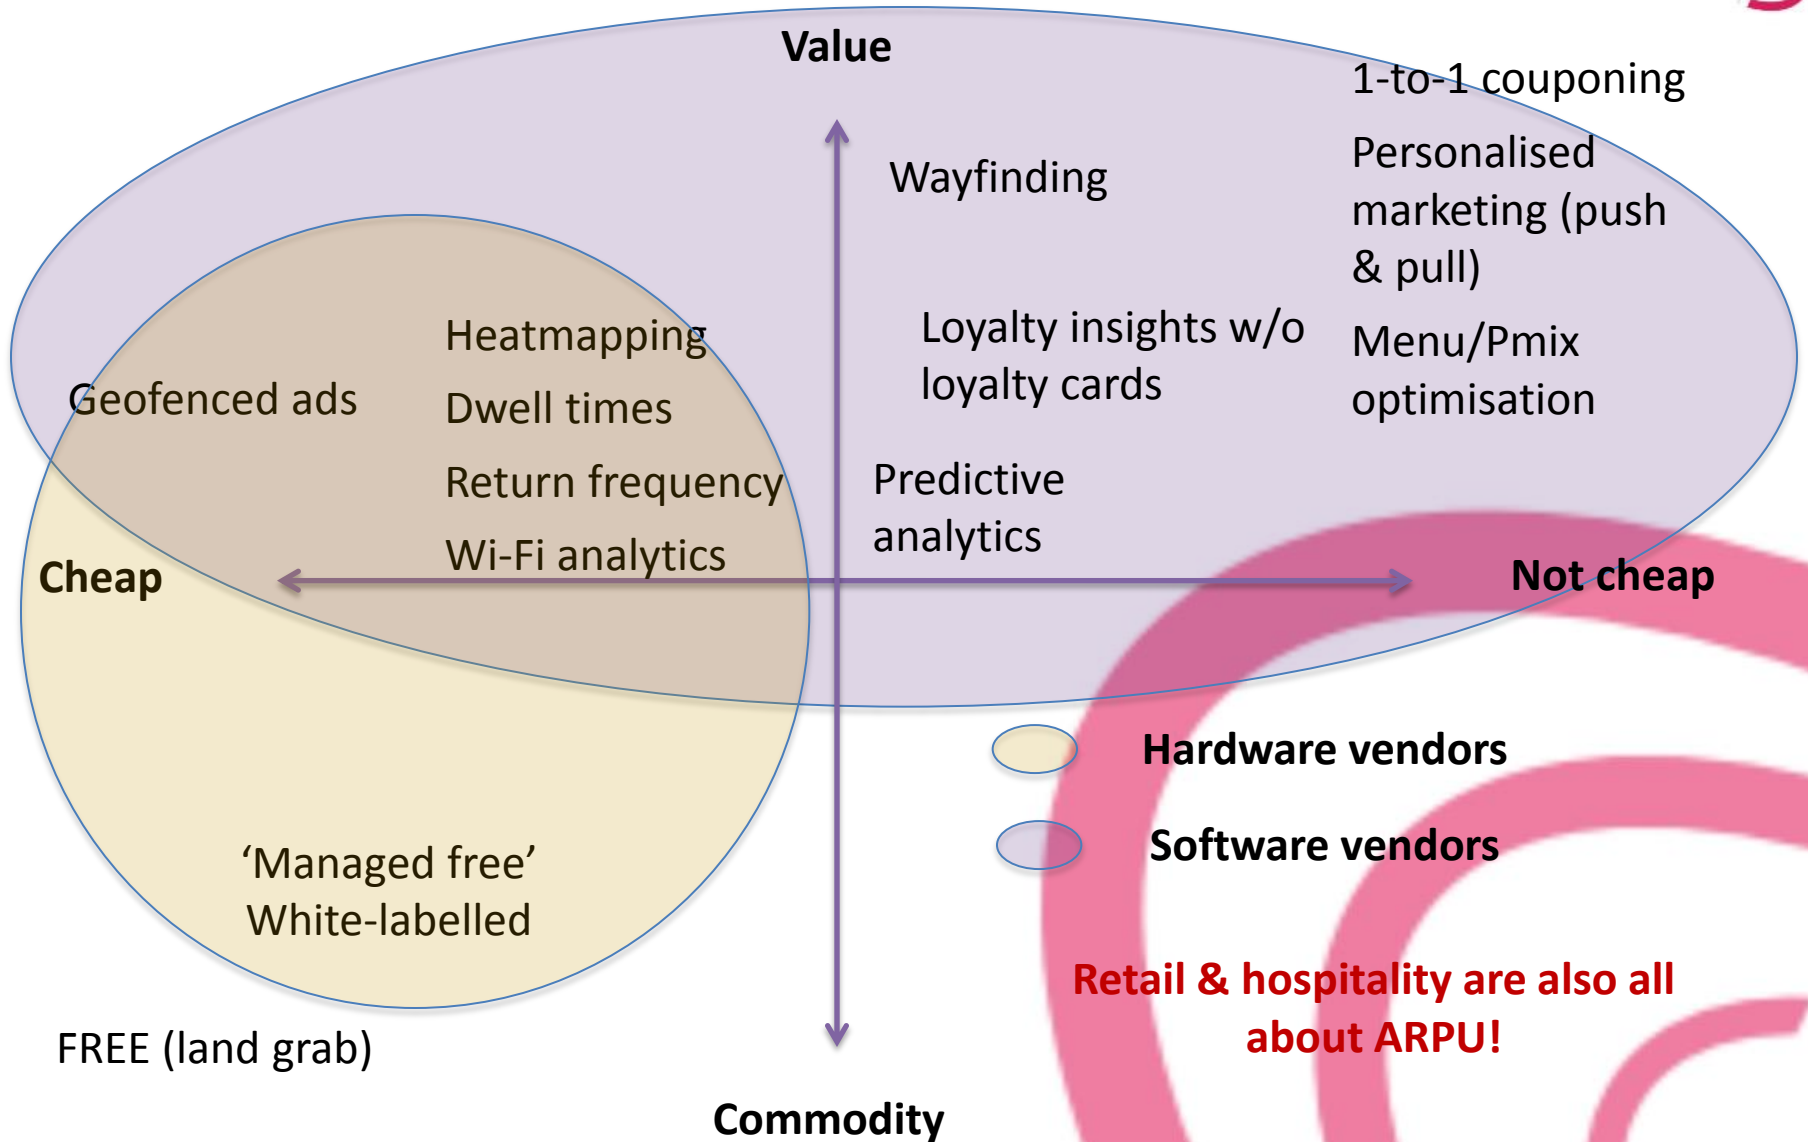 Value
1-to-1 couponing
Personalised
marketing (push
& pull)
Menu/Pmix
optimisation
Wayfinding
Loyalty insights w/o
loyalty cards
Predictive
analytics
Heatmapping
Dwell times
Return frequency
Wi-Fi analytics
Geofenced ads
Cheap
Not cheap
Hardware vendors
Software vendors
‘Managed free’
White-labelled
Retail & hospitality are also all
about ARPU!
FREE (land grab)
Commodity